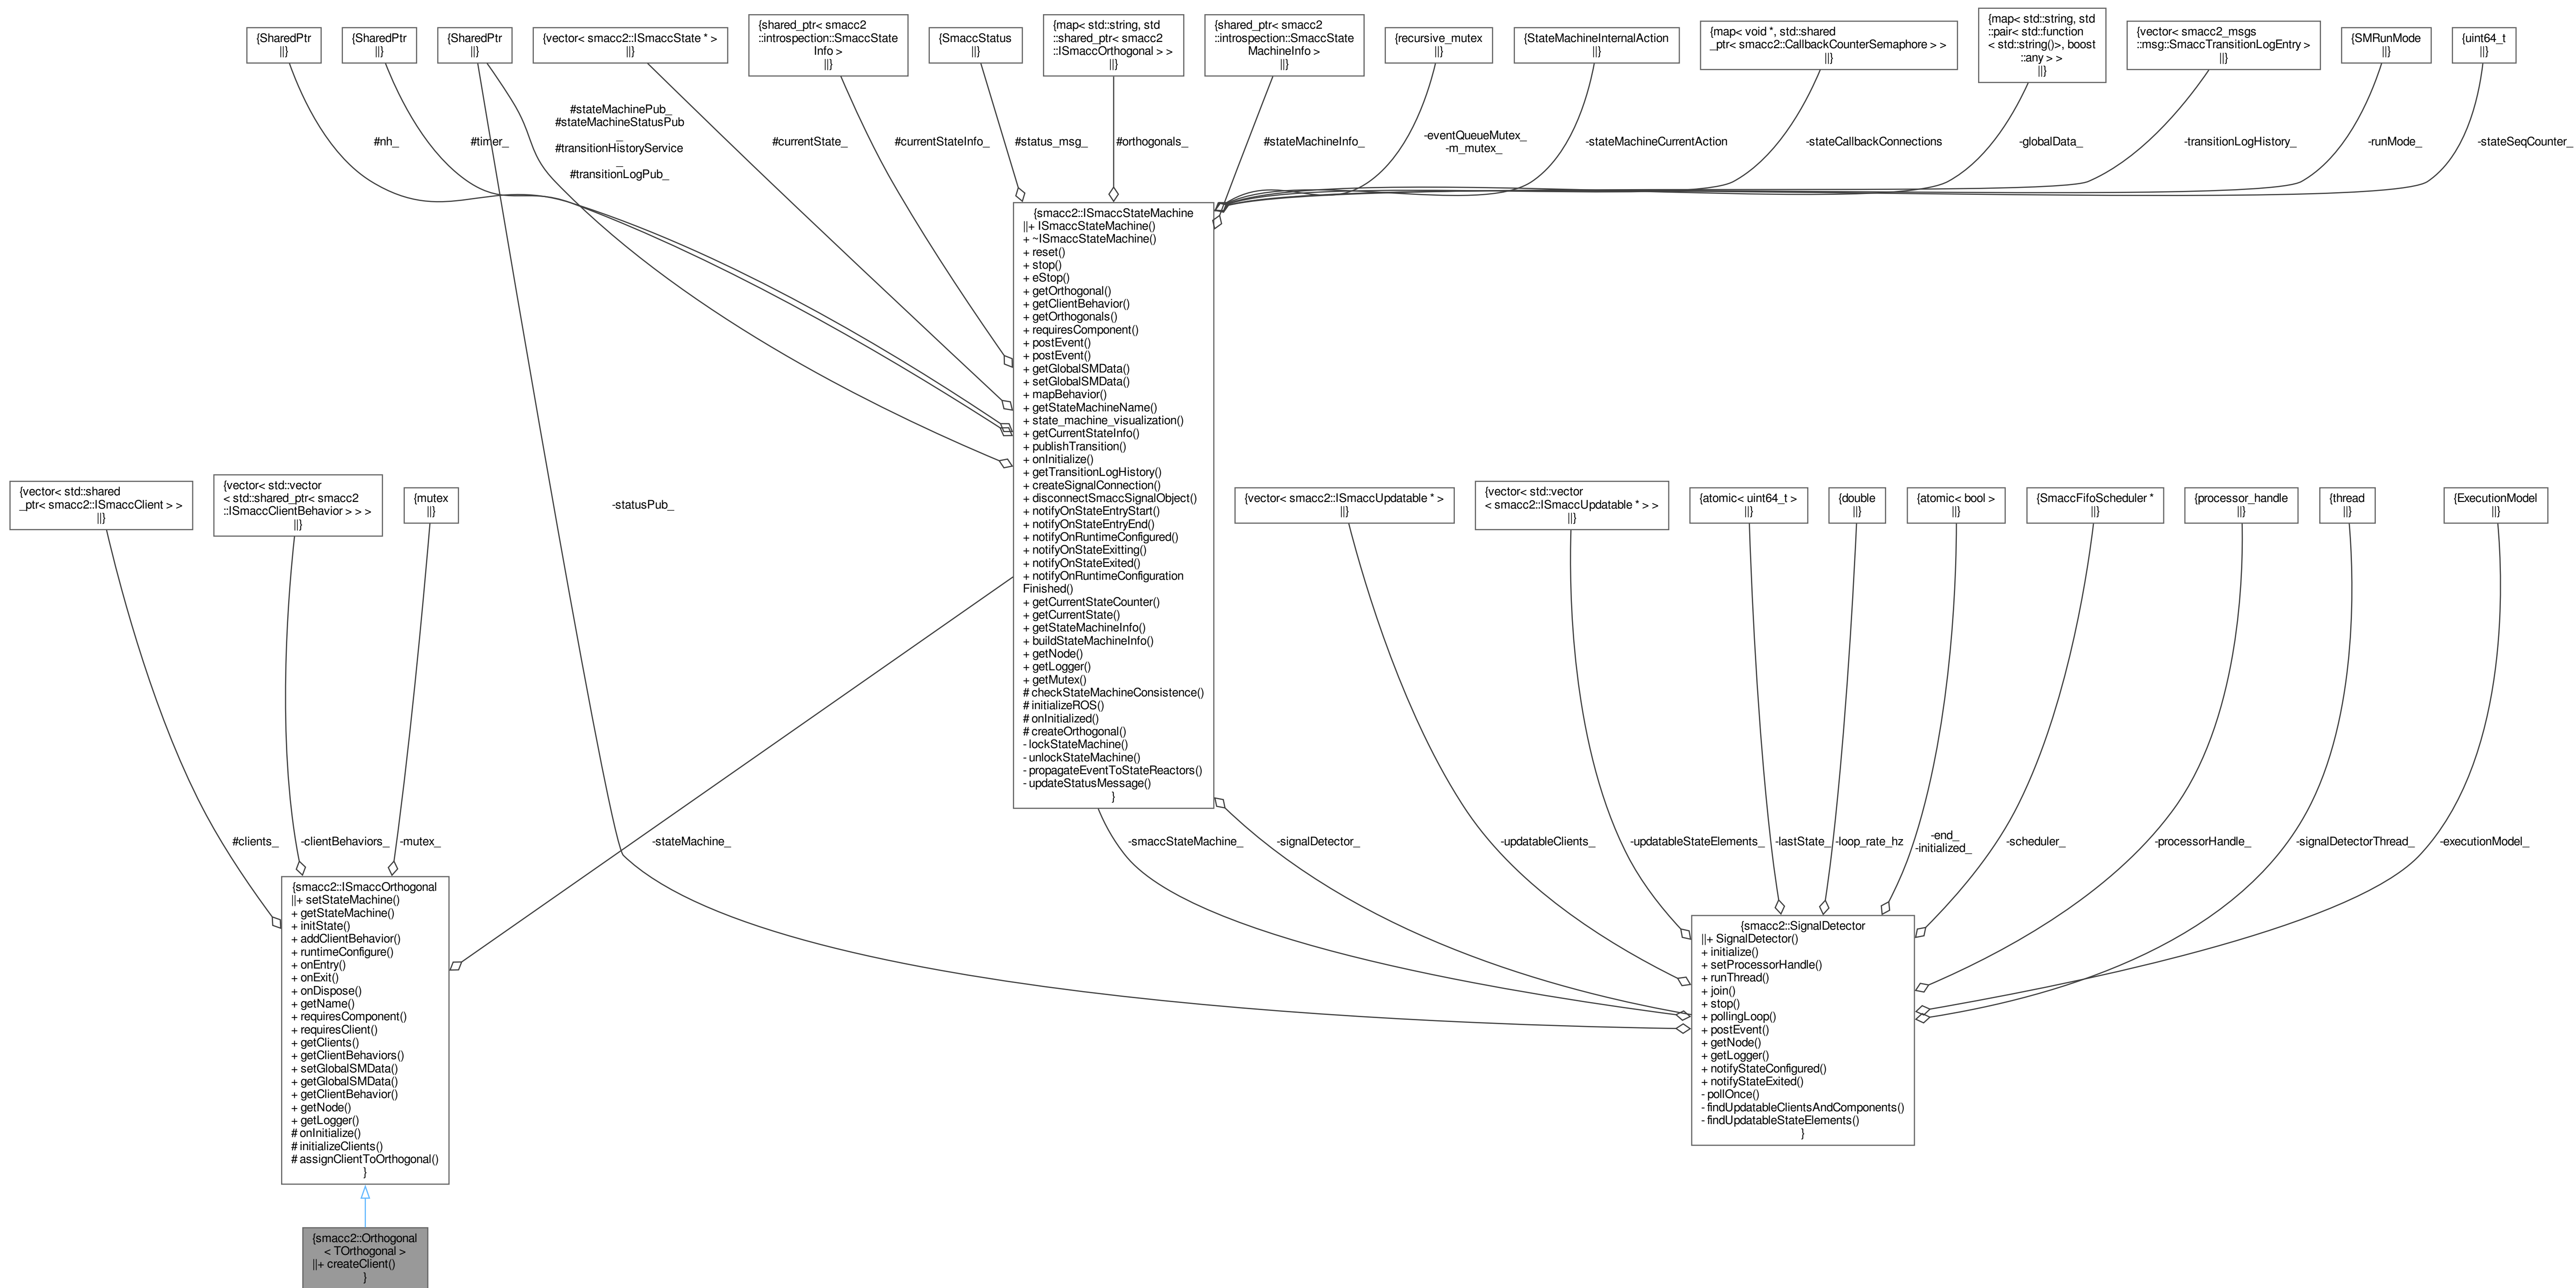 {SharedPtr
||}
{SharedPtr
||}
{SharedPtr
||}
{vector< smacc2::ISmaccState * >
||}
{shared_ptr< smacc2
::introspection::SmaccState
Info >
||}
{SmaccStatus
||}
{map< std::string, std
::shared_ptr< smacc2
::ISmaccOrthogonal > >
||}
{shared_ptr< smacc2
::introspection::SmaccState
MachineInfo >
||}
{recursive_mutex
||}
{StateMachineInternalAction
||}
{map< void *, std::shared
_ptr< smacc2::CallbackCounterSemaphore > >
||}
{map< std::string, std
::pair< std::function
< std::string()>, boost
::any > >
||}
{vector< smacc2_msgs
::msg::SmaccTransitionLogEntry >
||}
{SMRunMode
||}
{uint64_t
||}
#nh_
#timer_
#stateMachinePub_
#stateMachineStatusPub
_
#transitionHistoryService
_
#transitionLogPub_
#currentState_
#currentStateInfo_
#status_msg_
#orthogonals_
#stateMachineInfo_
-eventQueueMutex_
-m_mutex_
-stateMachineCurrentAction
-stateCallbackConnections
-globalData_
-transitionLogHistory_
-runMode_
-stateSeqCounter_
{smacc2::ISmaccStateMachine
||+ ISmaccStateMachine()
+ ~ISmaccStateMachine()
+ reset()
+ stop()
+ eStop()
+ getOrthogonal()
+ getClientBehavior()
+ getOrthogonals()
+ requiresComponent()
+ postEvent()
+ postEvent()
+ getGlobalSMData()
+ setGlobalSMData()
+ mapBehavior()
+ getStateMachineName()
+ state_machine_visualization()
+ getCurrentStateInfo()
+ publishTransition()
+ onInitialize()
+ getTransitionLogHistory()
+ createSignalConnection()
+ disconnectSmaccSignalObject()
+ notifyOnStateEntryStart()
+ notifyOnStateEntryEnd()
+ notifyOnRuntimeConfigured()
+ notifyOnStateExitting()
+ notifyOnStateExited()
+ notifyOnRuntimeConfiguration
Finished()
+ getCurrentStateCounter()
+ getCurrentState()
+ getStateMachineInfo()
+ buildStateMachineInfo()
+ getNode()
+ getLogger()
+ getMutex()
# checkStateMachineConsistence()
# initializeROS()
# onInitialized()
# createOrthogonal()
- lockStateMachine()
- unlockStateMachine()
- propagateEventToStateReactors()
- updateStatusMessage()
}
{vector< std::shared
_ptr< smacc2::ISmaccClient > >
||}
{vector< std::vector
< std::shared_ptr< smacc2
::ISmaccClientBehavior > > >
||}
{mutex
||}
-statusPub_
{vector< smacc2::ISmaccUpdatable * >
||}
{vector< std::vector
< smacc2::ISmaccUpdatable * > >
||}
{atomic< uint64_t >
||}
{double
||}
{atomic< bool >
||}
{SmaccFifoScheduler *
||}
{processor_handle
||}
{thread
||}
{ExecutionModel
||}
#clients_
-clientBehaviors_
-mutex_
-stateMachine_
-smaccStateMachine_
-signalDetector_
-updatableClients_
-updatableStateElements_
-lastState_
-loop_rate_hz
-end_
-initialized_
-scheduler_
-processorHandle_
-signalDetectorThread_
-executionModel_
{smacc2::ISmaccOrthogonal
||+ setStateMachine()
+ getStateMachine()
+ initState()
+ addClientBehavior()
+ runtimeConfigure()
+ onEntry()
+ onExit()
+ onDispose()
+ getName()
+ requiresComponent()
+ requiresClient()
+ getClients()
+ getClientBehaviors()
+ setGlobalSMData()
+ getGlobalSMData()
+ getClientBehavior()
+ getNode()
+ getLogger()
# onInitialize()
# initializeClients()
# assignClientToOrthogonal()
}
{smacc2::SignalDetector
||+ SignalDetector()
+ initialize()
+ setProcessorHandle()
+ runThread()
+ join()
+ stop()
+ pollingLoop()
+ postEvent()
+ getNode()
+ getLogger()
+ notifyStateConfigured()
+ notifyStateExited()
- pollOnce()
- findUpdatableClientsAndComponents()
- findUpdatableStateElements()
}
{smacc2::Orthogonal
< TOrthogonal >
||+ createClient()
}